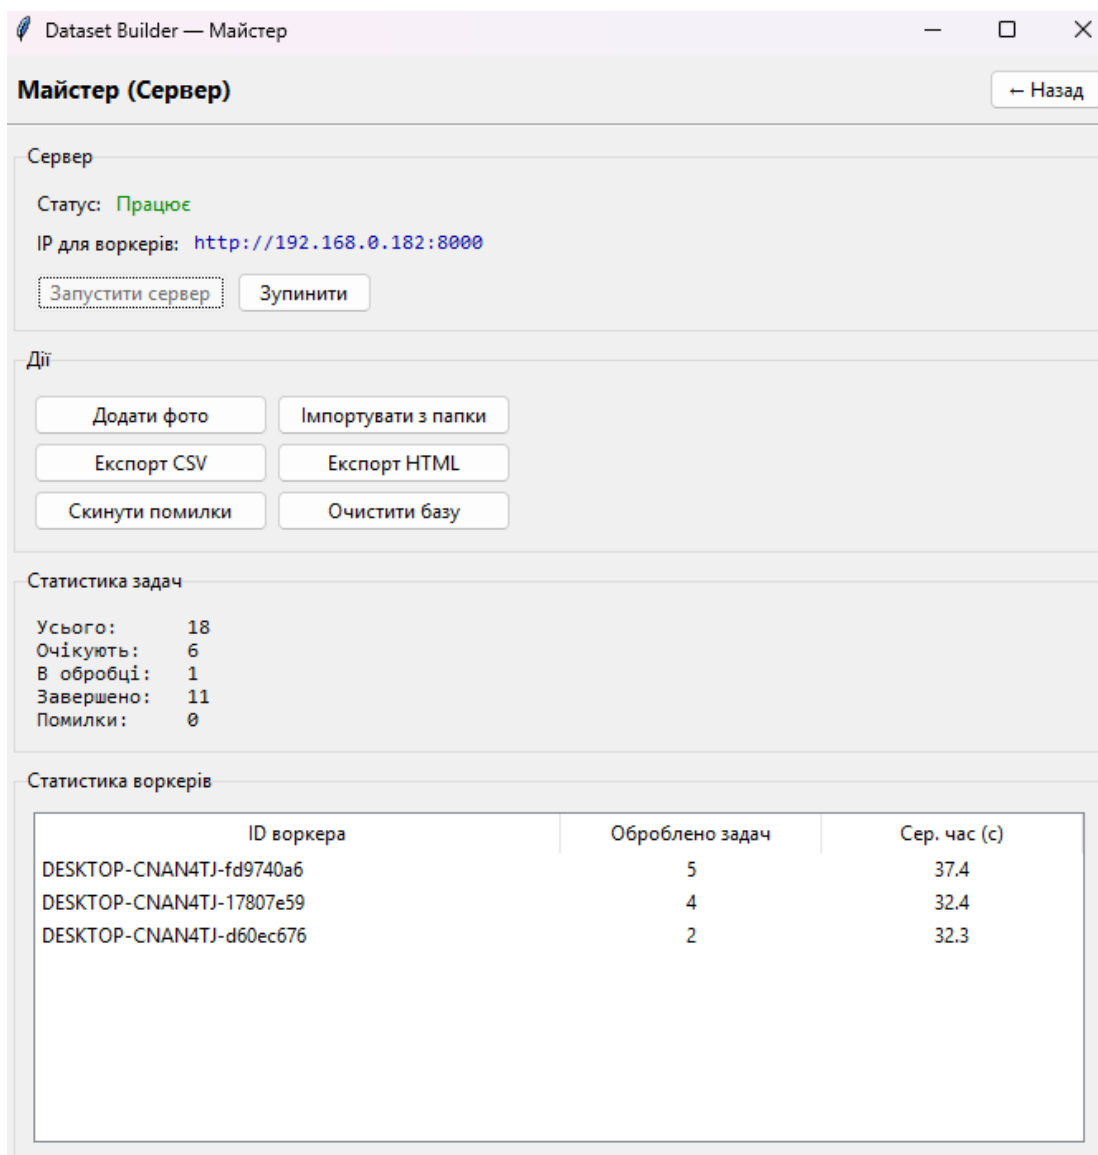 Dataset Builder — Майстер
Майстер (Сервер)
← Назад
Сервер
Статус: Працює
IP для воркерів: http://192.168.0.182:8000
Запустити сервер Зупинити
Дії
Додати фото Імпортувати з папки
Експорт CSV Експорт HTML
Скинути помилки Очистити базу
Статистика задач
Усього: 18
Очікують: 6
В обробці: 1
Завершено: 11
Помилки: 0
Статистика воркерів
ID воркера Оброблено задач Сер. час (с)
DESKTOP-CNAN4TJ-fd9740a6 5 37.4
DESKTOP-CNAN4TJ-17807e59 4 32.4
DESKTOP-CNAN4TJ-d60ec676 2 32.3